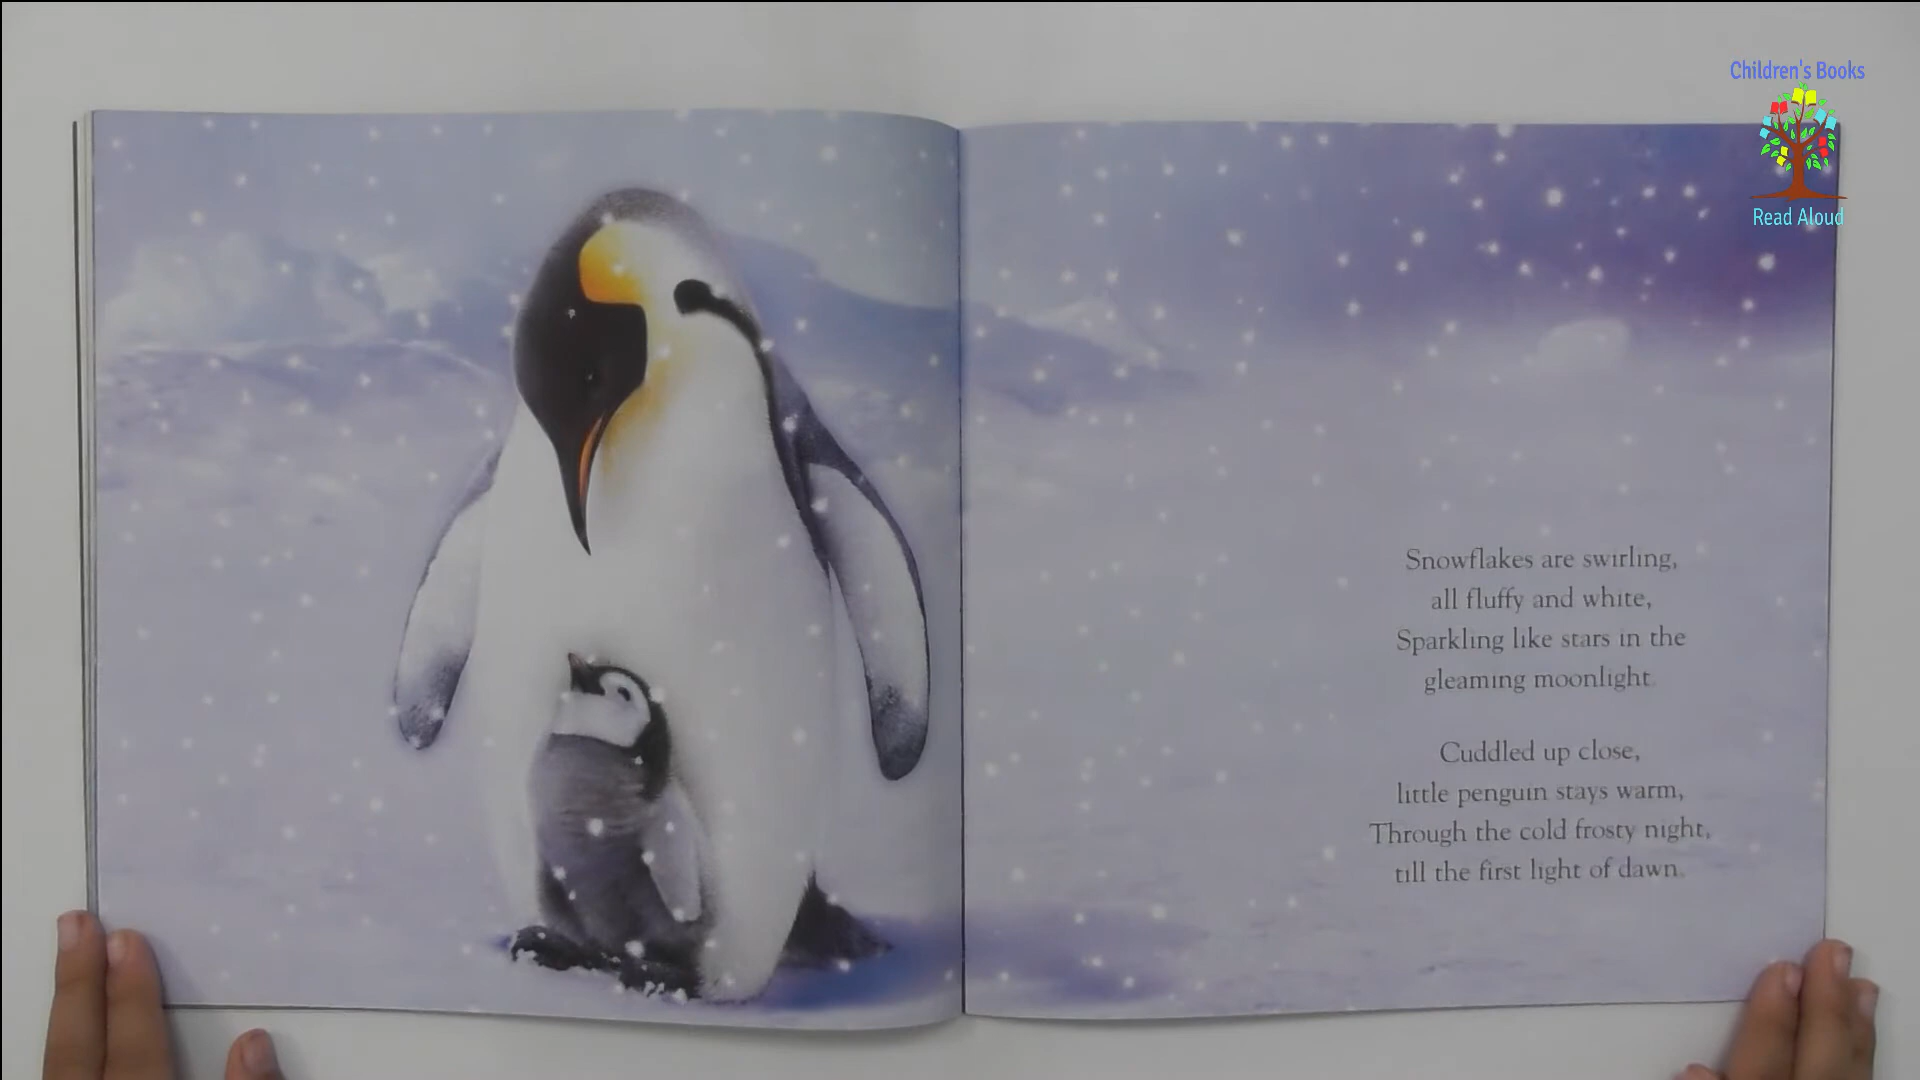 Children's Books
Read Aloud
Snowflakes are swirling,
all fluffy and white,
Sparkling like stars in the
gleaming moonlight.
Cuddled up close,
little penguin stays warm,
Through the cold frosty night,
till the first light of dawn.